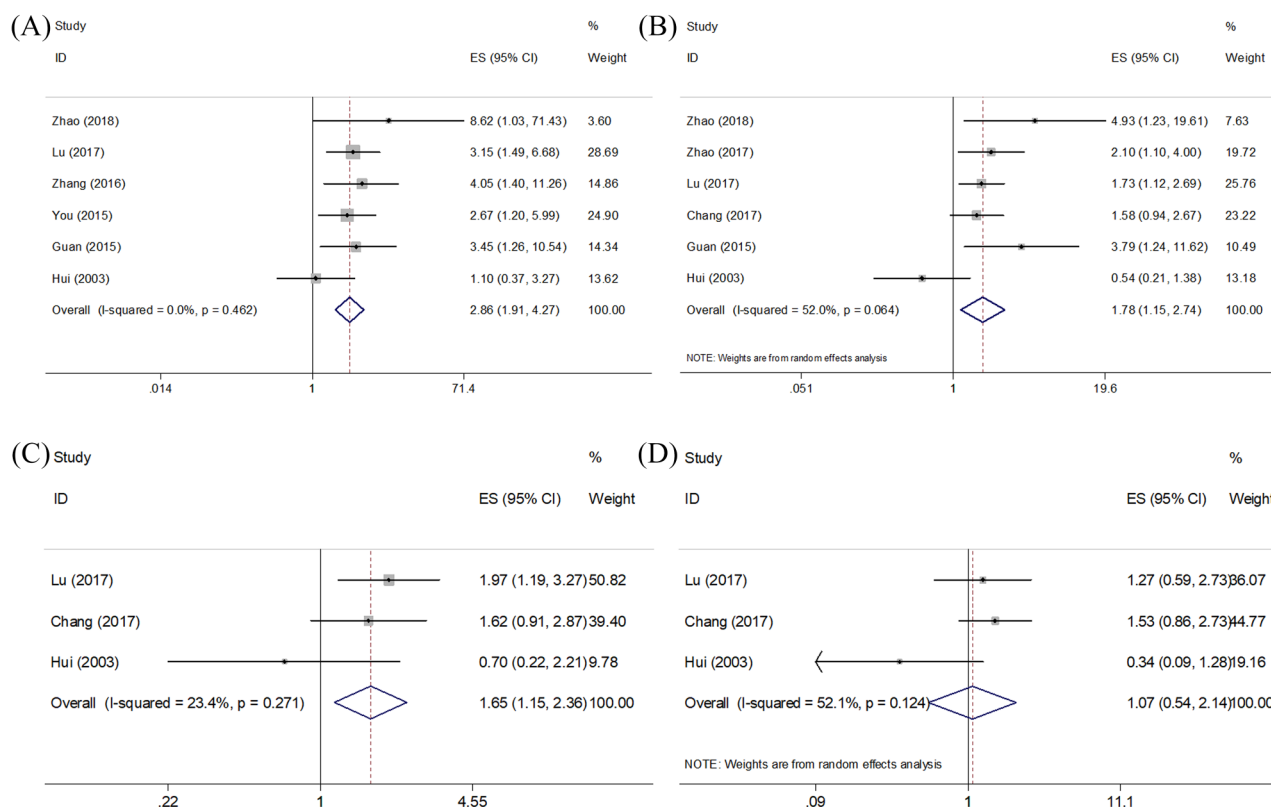 (A)
Study %
ID ES (95% CI) Weight
Zhao (2018) 8.62 (1.03, 71.43) 3.60
Lu (2017) 3.15 (1.49, 6.68) 28.69
Zhang (2016) 4.05 (1.40, 11.26) 14.86
You (2015) 2.67 (1.20, 5.99) 24.90
Guan (2015) 3.45 (1.26, 10.54) 14.34
Hui (2003) 1.10 (0.37, 3.27) 13.62
Overall (I-squared = 0.0%, p = 0.462) 2.86 (1.91, 4.27) 100.00
.014 1 71.4
(B)
Study %
ID ES (95% CI) Weight
Zhao (2018) 4.93 (1.23, 19.61) 7.63
Zhao (2017) 2.10 (1.10, 4.00) 19.72
Lu (2017) 1.73 (1.12, 2.69) 25.76
Chang (2017) 1.58 (0.94, 2.67) 23.22
Guan (2015) 3.79 (1.24, 11.62) 10.49
Hui (2003) 0.54 (0.21, 1.38) 13.18
Overall (I-squared = 52.0%, p = 0.064) 1.78 (1.15, 2.74) 100.00
NOTE: Weights are from random effects analysis
.051 1 19.6
(C)
Study %
ID ES (95% CI) Weight
Lu (2017) 1.97 (1.19, 3.27) 50.82
Chang (2017) 1.62 (0.91, 2.87) 39.40
Hui (2003) 0.70 (0.22, 2.21) 9.78
Overall (I-squared = 23.4%, p = 0.271) 1.65 (1.15, 2.36) 100.00
.22 1 4.55
(D)
Study %
ID ES (95% CI) Weight
Lu (2017) 1.27 (0.59, 2.73) 36.07
Chang (2017) 1.53 (0.86, 2.73) 44.77
Hui (2003) 0.34 (0.09, 1.28) 19.16
Overall (I-squared = 52.1%, p = 0.124) 1.07 (0.54, 2.14) 100.00
NOTE: Weights are from random effects analysis
.09 1 11.1